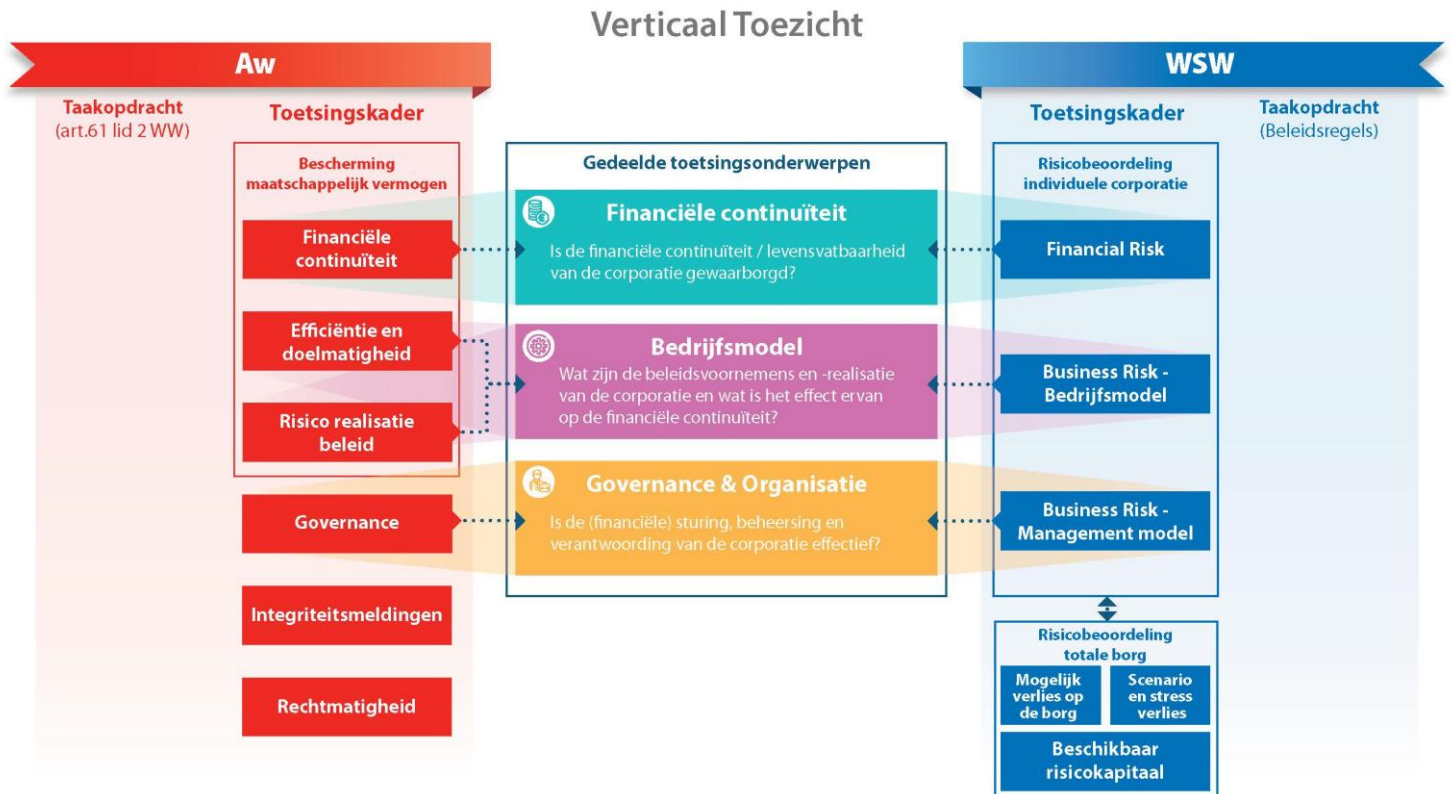 Verticaal Toezicht
Aw
Taakopdracht
(art.61 lid 2 WW)
Toetsingskader
Bescherming
maatschappelijk vermogen
Financiële
continuïteit
Efficiëntie en
doelmatigheid
Risico realisatie
beleid
Governance
Integriteitsmeldingen
Rechtmatigheid
Gedeelde toetsingsonderwerpen
Financiële continuïteit
Is de financiële continuïteit / levensvatbaarheid
van de corporatie gewaarborgd?
Bedrijfsmodel
Wat zijn de beleidsvoornemens en -realisatie
van de corporatie en wat is het effect ervan
op de financiële continuïteit?
Governance & Organisatie
Is de (financiële) sturing, beheersing en
verantwoording van de corporatie effectief?
WSW
Toetsingskader
Taakopdracht
(Beleidsregels)
Risicobeoordeling
individuele corporatie
Financial Risk
Business Risk -
Bedrijfsmodel
Business Risk -
Management model
Risicobeoordeling
totale borg
Mogelijk
verlies op
de borg
Scenario
en stress
verlies
Beschikbaar
risicokapitaal